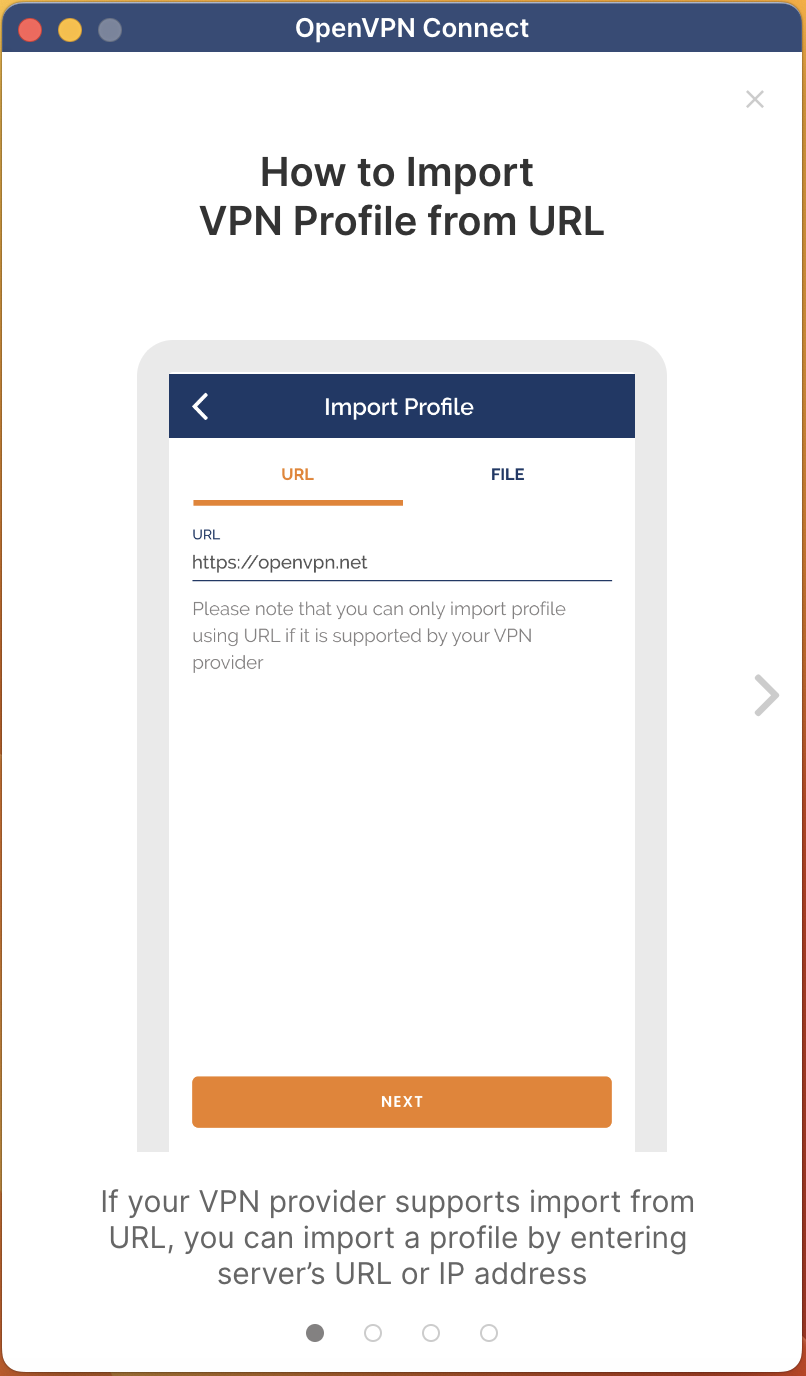 OpenVPN Connect
How to Import
VPN Profile from URL
Import Profile
URL
FILE
URL
https://openvpn.net
Please note that you can only import profile
using URL if it is supported by your VPN
provider
NEXT
If your VPN provider supports import from
URL, you can import a profile by entering
server’s URL or IP address